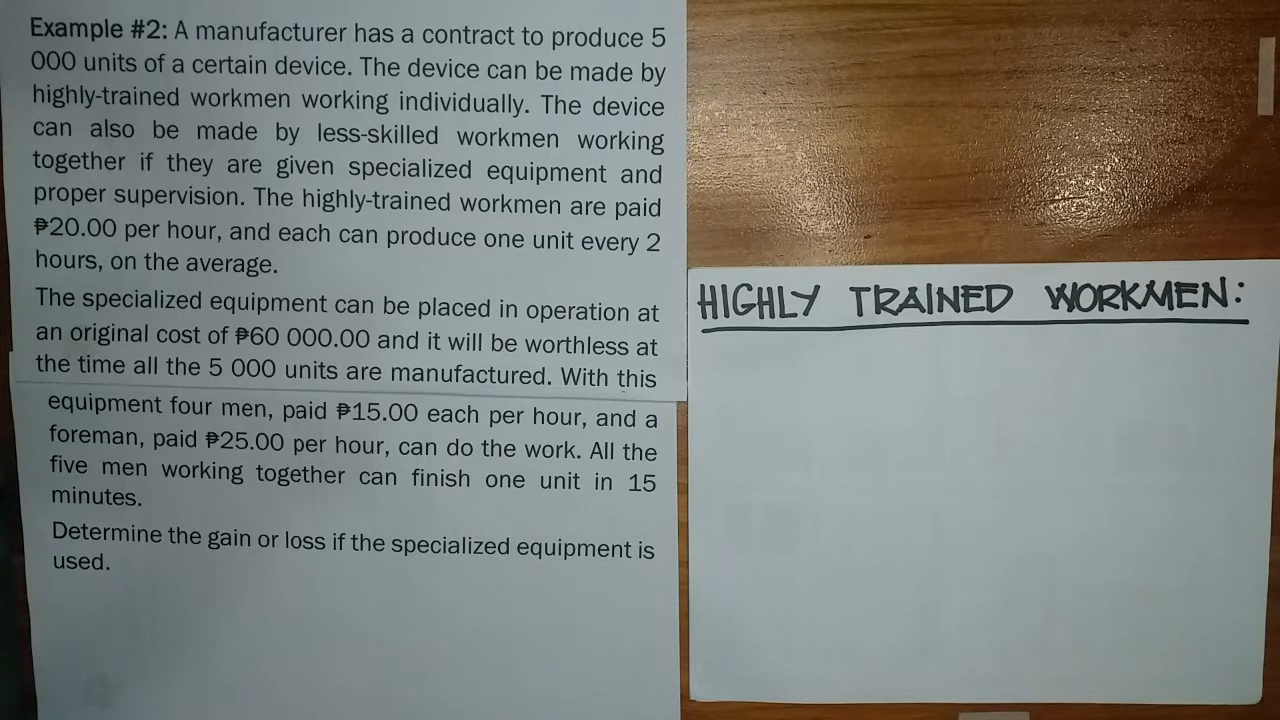 Example #2: A manufacturer has a contract to produce 5
000 units of a certain device. The device can be made by
highly-trained workmen working individually. The device
can also be made by less-skilled workmen working
together if they are given specialized equipment and
proper supervision. The highly-trained workmen are paid
₱20.00 per hour, and each can produce one unit every 2
hours, on the average.
The specialized equipment can be placed in operation at
an original cost of ₱60 000.00 and it will be worthless at
the time all the 5 000 units are manufactured. With this
equipment four men, paid ₱15.00 each per hour, and a
foreman, paid ₱25.00 per hour, can do the work. All the
five men working together can finish one unit in 15
minutes.
Determine the gain or loss if the specialized equipment is
used.
HIGHLY TRAINED WORKMEN: